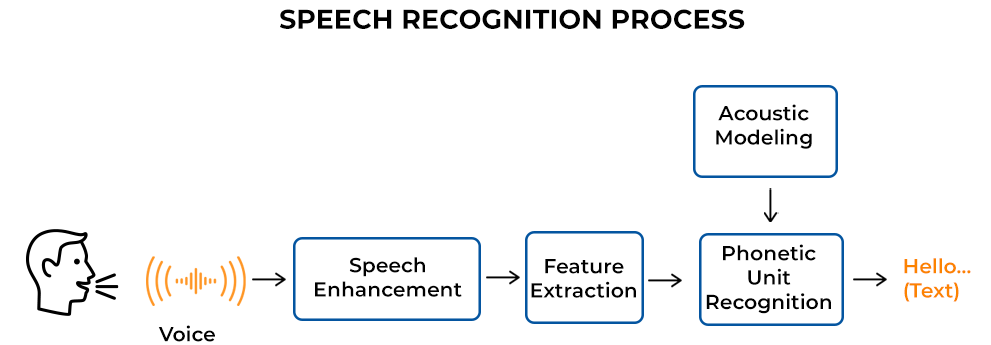 SPEECH RECOGNITION PROCESS
Acoustic
Modeling
Speech
Enhancement
Feature
Extraction
Phonetic
Unit
Recognition
Hello...
(Text)
Voice